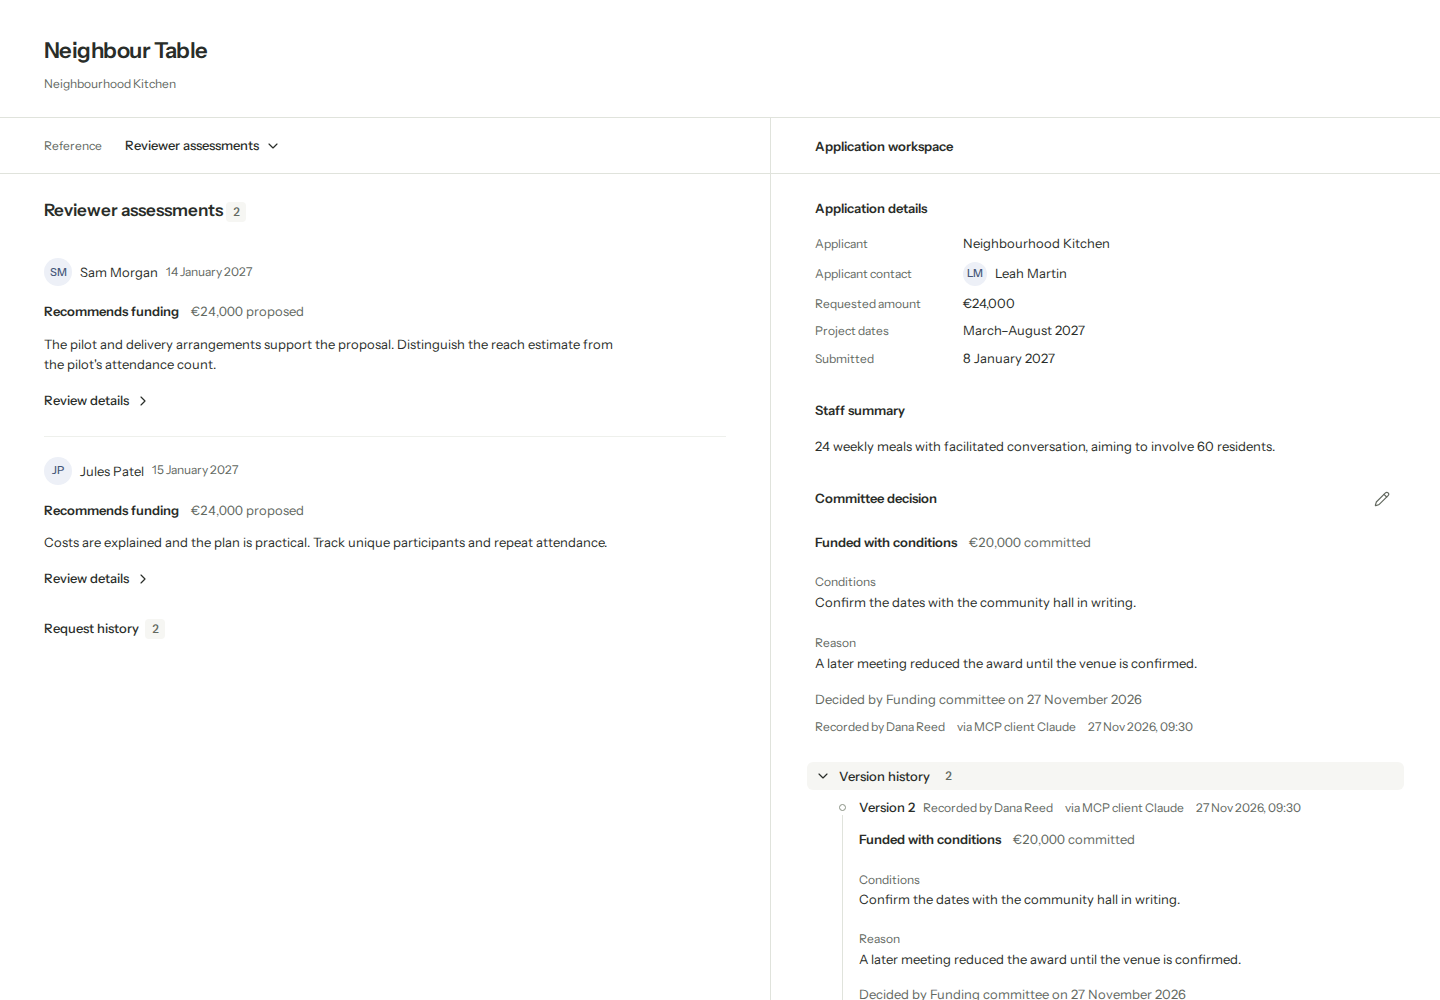 Neighbour Table
Neighbourhood Kitchen
Reference Reviewer assessments
Reviewer assessments 2
SM Sam Morgan 14 January 2027
Recommends funding €24,000 proposed
The pilot and delivery arrangements support the proposal. Distinguish the reach estimate from
the pilot's attendance count.
Review details
JP Jules Patel 15 January 2027
Recommends funding €24,000 proposed
Costs are explained and the plan is practical. Track unique participants and repeat attendance.
Review details
Request history 2
Application workspace
Application details
Applicant Neighbourhood Kitchen
Applicant contact LM Leah Martin
Requested amount €24,000
Project dates March–August 2027
Submitted 8 January 2027
Staff summary
24 weekly meals with facilitated conversation, aiming to involve 60 residents.
Committee decision
Funded with conditions €20,000 committed
Conditions
Confirm the dates with the community hall in writing.
Reason
A later meeting reduced the award until the venue is confirmed.
Decided by Funding committee on 27 November 2026
Recorded by Dana Reed via MCP client Claude 27 Nov 2026, 09:30
Version history 2
Version 2 Recorded by Dana Reed via MCP client Claude 27 Nov 2026, 09:30
Funded with conditions €20,000 committed
Conditions
Confirm the dates with the community hall in writing.
Reason
A later meeting reduced the award until the venue is confirmed.
Decided by Funding committee on 27 November 2026